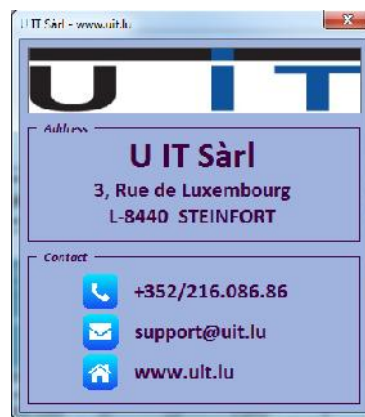 U IT Sàrl - www.uit.lu
U IT
Address
U IT Sàrl
3, Rue de Luxembourg
L-8440 STEINFORT
Contact
+352/216.086.86
support@uit.lu
www.uit.lu